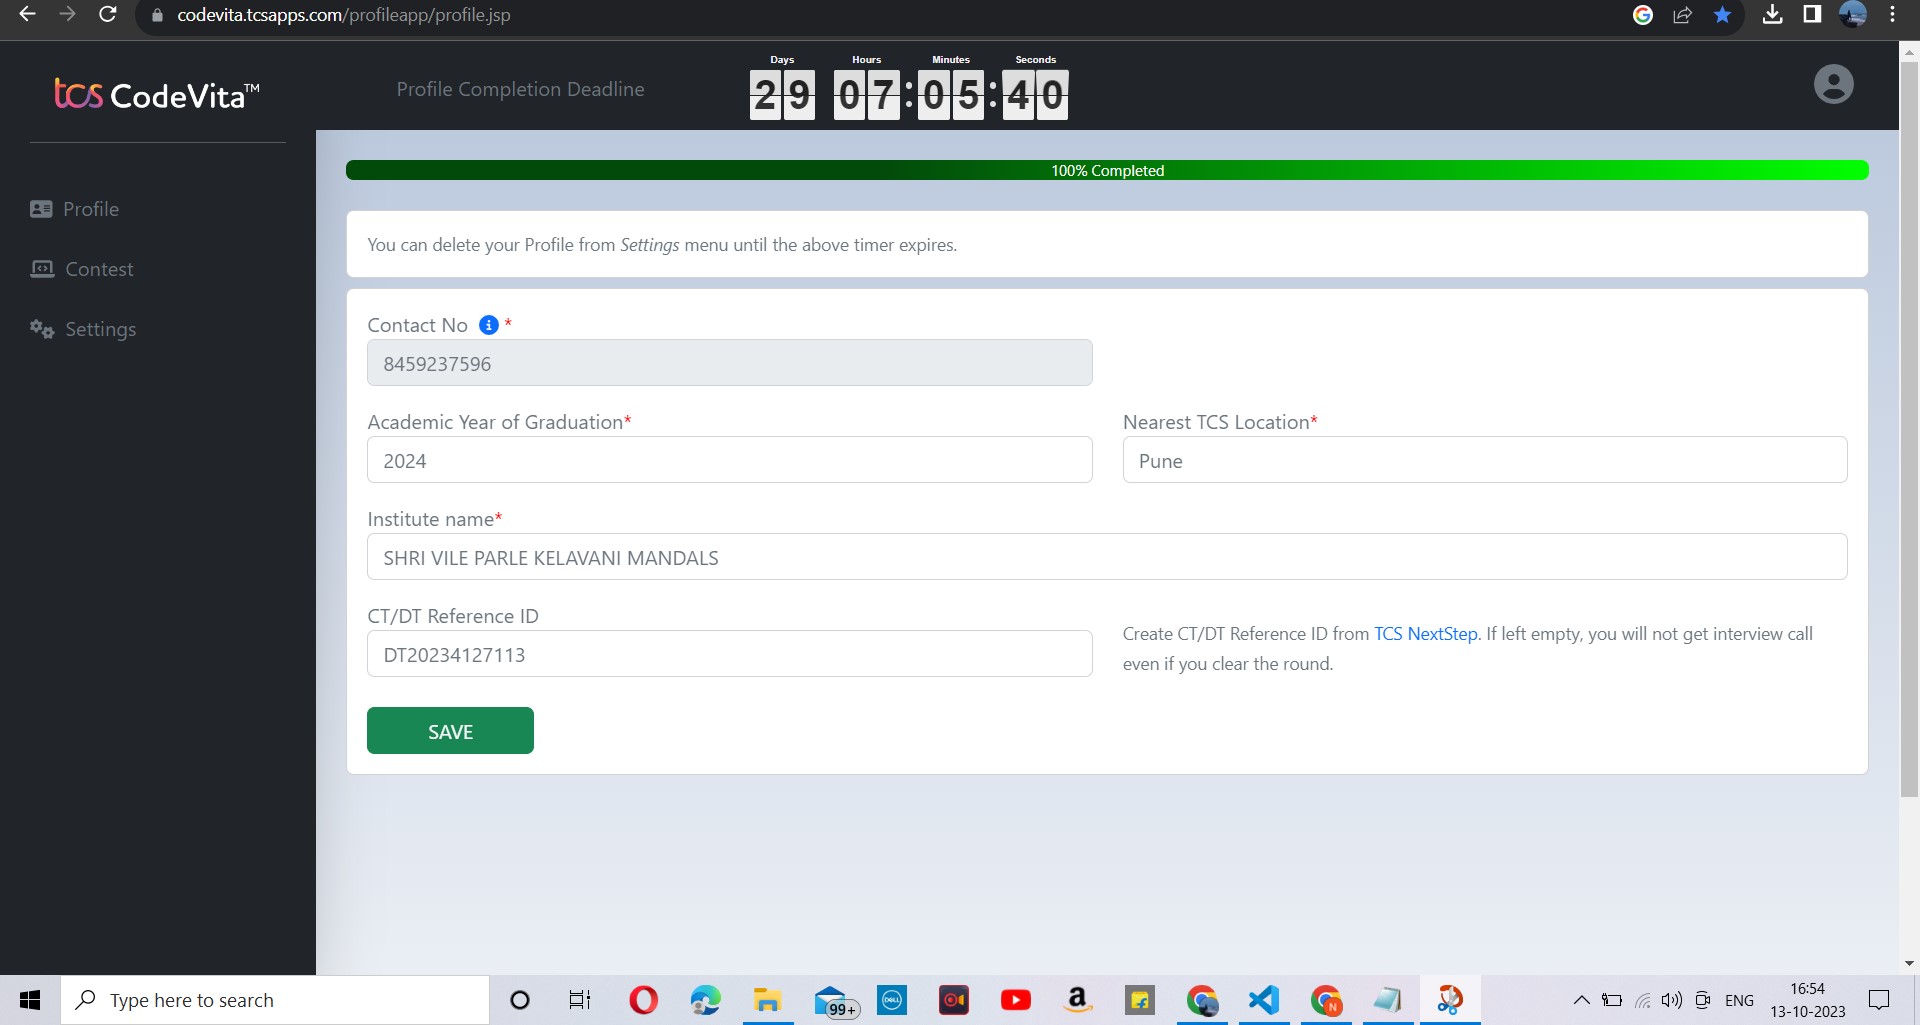 codevita.tcsapps.com/profileapp/profile.jsp
tcs CodeVita™
Profile Completion Deadline
Days Hours Minutes Seconds
29 07:05:40
Profile
Contest
Settings
100% Completed
You can delete your Profile from Settings menu until the above timer expires.
Contact No *
8459237596
Academic Year of Graduation*
2024
Nearest TCS Location*
Pune
Institute name*
SHRI VILE PARLE KELAVANI MANDALS
CT/DT Reference ID
DT20234127113
Create CT/DT Reference ID from TCS NextStep. If left empty, you will not get interview call
even if you clear the round.
SAVE
Type here to search
99+
DELL
N
ENG
16:54
13-10-2023